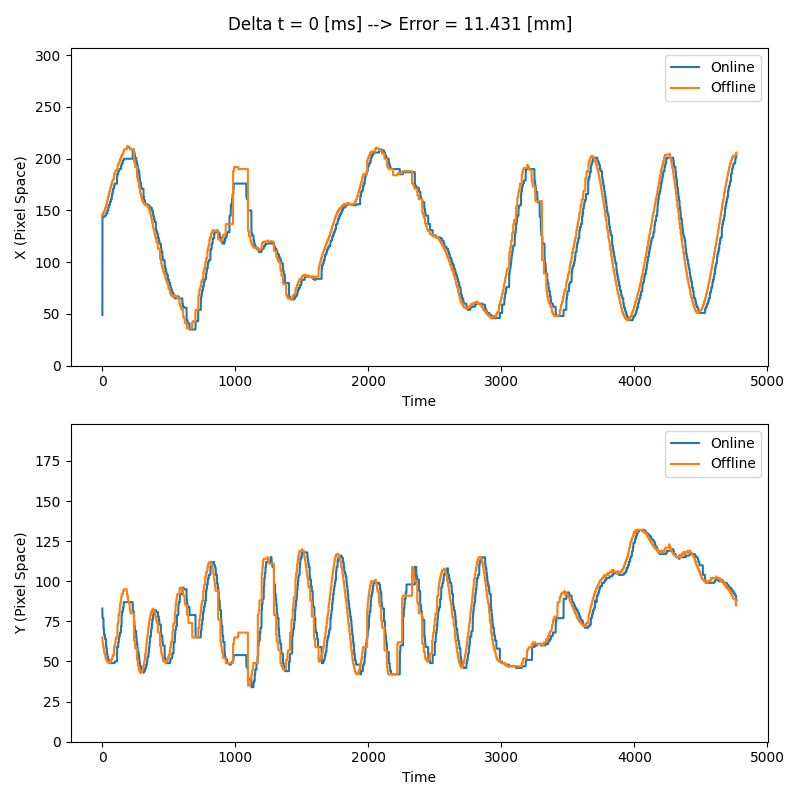 Delta t = 0 [ms] --> Error = 11.431 [mm]
300
250
200
150
100
50
0
X (Pixel Space)
Online
Offline
0 1000 2000 3000 4000 5000
Time
175
150
125
100
75
50
25
0
Y (Pixel Space)
Online
Offline
0 1000 2000 3000 4000 5000
Time